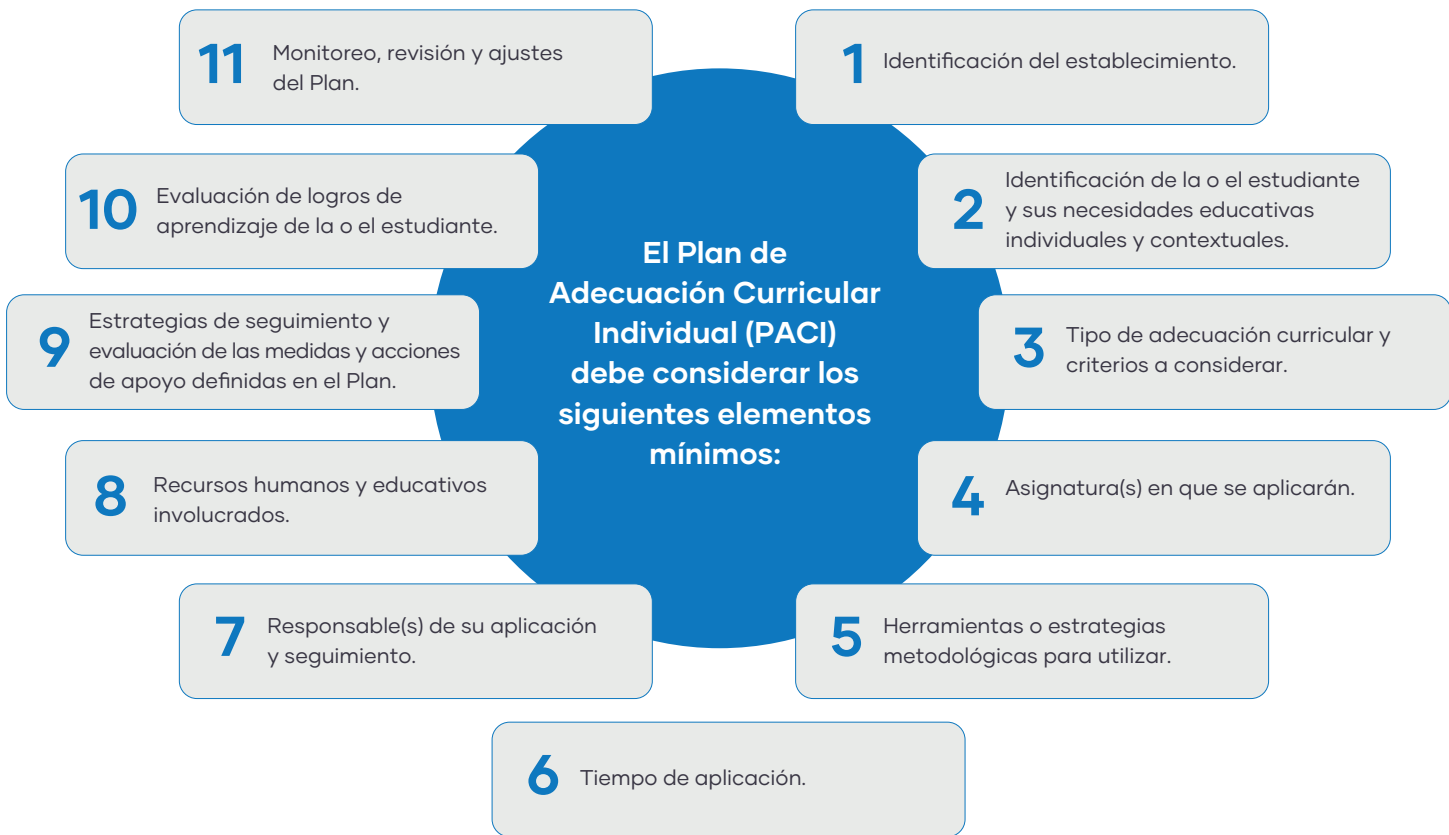 El Plan de
Adecuación Curricular
Individual (PACI)
debe considerar los
siguientes elementos
mínimos:
1 Identificación del establecimiento.
2 Identificación de la o el estudiante
y sus necesidades educativas
individuales y contextuales.
3 Tipo de adecuación curricular y
criterios a considerar.
4 Asignatura(s) en que se aplicarán.
5 Herramientas o estrategias
metodológicas para utilizar.
6 Tiempo de aplicación.
7 Responsable(s) de su aplicación
y seguimiento.
8 Recursos humanos y educativos
involucrados.
9 Estrategias de seguimiento y
evaluación de las medidas y acciones
de apoyo definidas en el Plan.
10 Evaluación de logros de
aprendizaje de la o el estudiante.
11 Monitoreo, revisión y ajustes
del Plan.